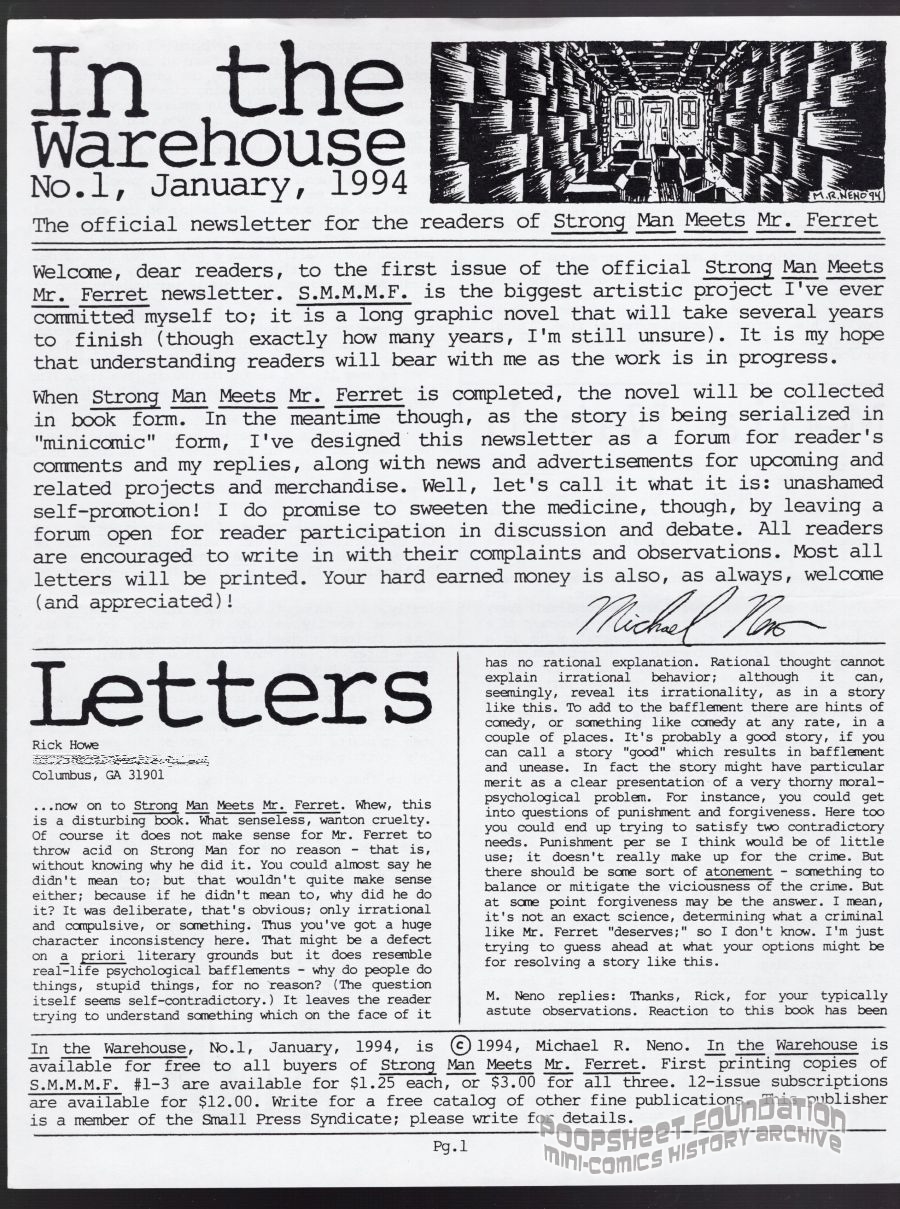 In the
Warehouse
No.1, January, 1994
M.R.NENO 94
The official newsletter for the readers of Strong Man Meets Mr. Ferret
Welcome, dear readers, to the first issue of the official Strong Man Meets
Mr. Ferret newsletter. S.M.M.M.F. is the biggest artistic project I've ever
committed myself to; it is a long graphic novel that will take several years
to finish (though exactly how many years, I'm still unsure). It is my hope
that understanding readers will bear with me as the work is in progress.
When Strong Man Meets Mr. Ferret is completed, the novel will be collected
in book form. In the meantime though, as the story is being serialized in
"minicomic" form, I've designed this newsletter as a forum for reader's
comments and my replies, along with news and advertisements for upcoming and
related projects and merchandise. Well, let's call it what it is: unashamed
self-promotion! I do promise to sweeten the medicine, though, by leaving a
forum open for reader participation in discussion and debate. All readers
are encouraged to write in with their complaints and observations. Most all
letters will be printed. Your hard earned money is also, as always, welcome
(and appreciated)!
Michael Neno
Letters
Rick Howe
Columbus, GA 31901
...now on to Strong Man Meets Mr. Ferret. Whew, this
is a disturbing book. What senseless, wanton cruelty.
Of course it does not make sense for Mr. Ferret to
throw acid on Strong Man for no reason - that is,
without knowing why he did it. You could almost say he
didn't mean to; but that wouldn't quite make sense
either; because if he didn't mean to, why did he do
it? It was deliberate, that's obvious; only irrational
and compulsive, or something. Thus you've got a huge
character inconsistency here. That might be a defect
on a priori literary grounds but it does resemble
real-life psychological bafflements - why do people do
things, stupid things, for no reason? (The question
itself seems self-contradictory.) It leaves the reader
trying to understand something which on the face of it
has no rational explanation. Rational thought cannot
explain irrational behavior; although it can,
seemingly, reveal its irrationality, as in a story
like this. To add to the bafflement there are hints of
comedy, or something like comedy at any rate, in a
couple of places. It's probably a good story, if you
can call a story "good" which results in bafflement
and unease. In fact the story might have particular
merit as a clear presentation of a very thorny moral-
psychological problem. For instance, you could get
into questions of punishment and forgiveness. Here too
you could end up trying to satisfy two contradictory
needs. Punishment per se I think would be of little
use; it doesn't really make up for the crime. But
there should be some sort of atonement - something to
balance or mitigate the viciousness of the crime. But
at some point forgiveness may be the answer. I mean,
it's not an exact science, determining what a criminal
like Mr. Ferret "deserves;" so I don't know. I'm just
trying to guess ahead at what your options might be
for resolving a story like this.
M. Neno replies: Thanks, Rick, for your typically
astute observations. Reaction to this book has been
In the Warehouse, No.1, January, 1994, is © 1994, Michael R. Neno. In the Warehouse is
available for free to all buyers of Strong Man Meets Mr. Ferret. First printing copies of
S.M.M.M.F. #1-3 are available for $1.25 each, or $3.00 for all three. 12-issue subscriptions
are available for $12.00. Write for a free catalog of other fine publications. This publisher
is a member of the Small Press Syndicate; please write for details.
Pg.1
POOPSHEET FOUNDATION
MINI-COMICS HISTORY ARCHIVE